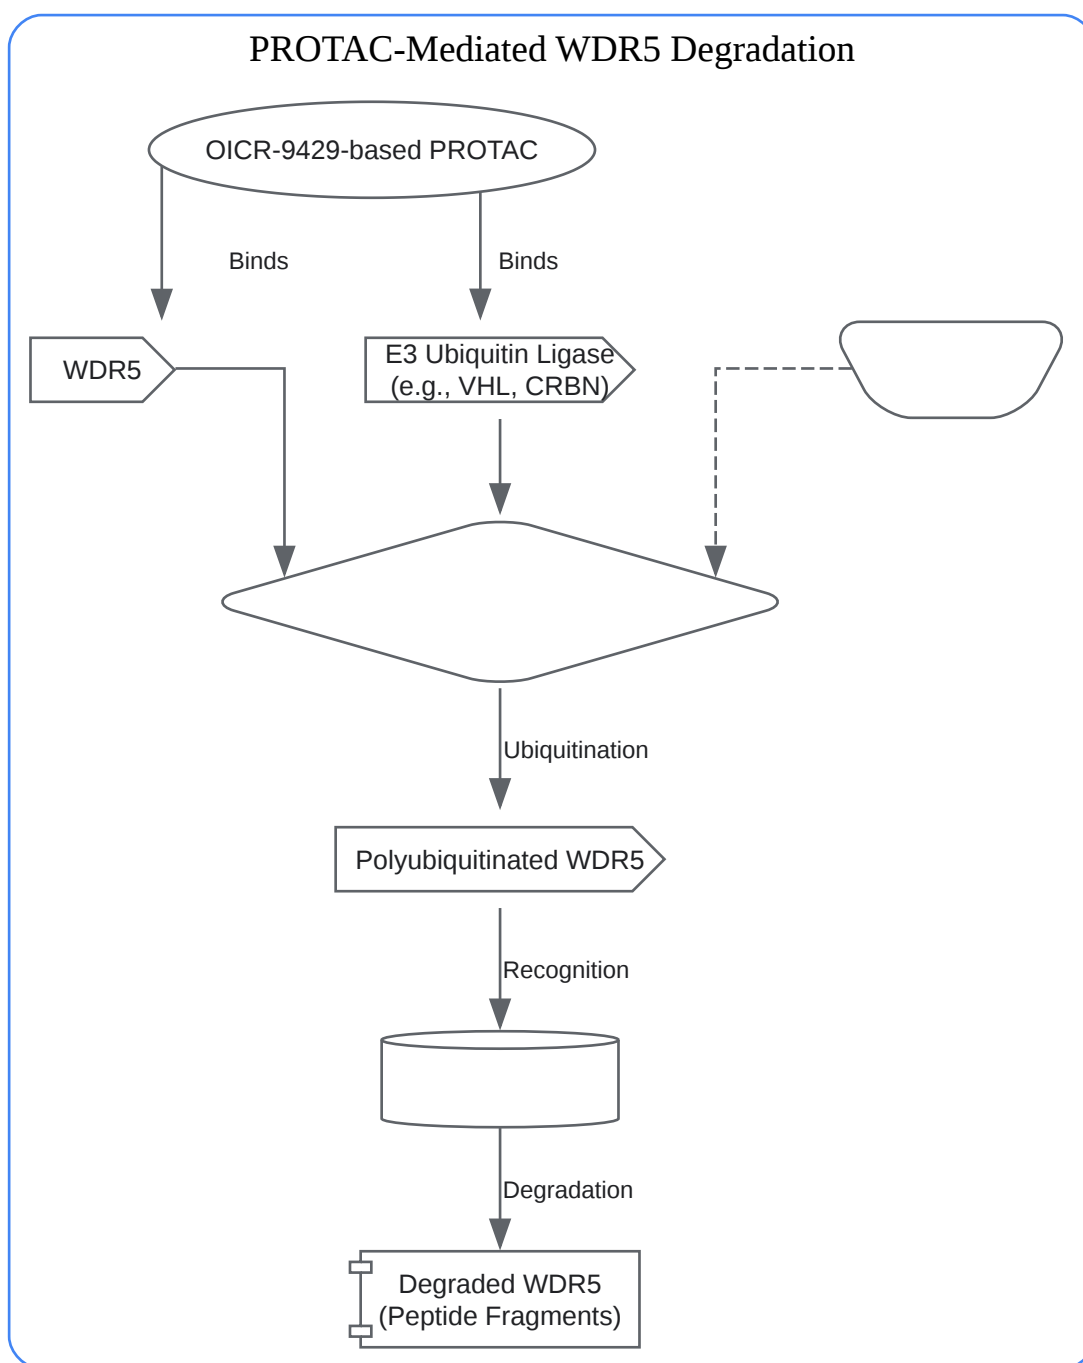 PROTAC-Mediated WDR5 Degradation
OICR-9429-based PROTAC
Binds
Binds
WDR5
E3 Ubiquitin Ligase
(e.g., VHL, CRBN)
Ubiquitination
Polyubiquitinated WDR5
Recognition
Degradation
Degraded WDR5
(Peptide Fragments)